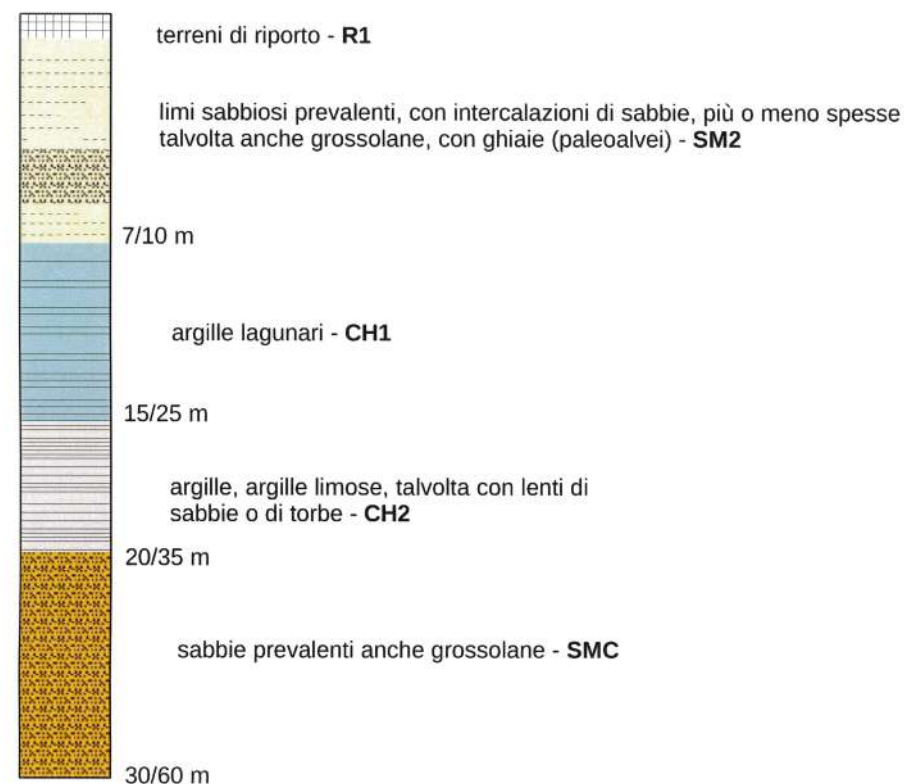 terreni di riporto - R1
limi sabbiosi prevalenti, con intercalazioni di sabbie, più o meno spesse
talvolta anche grossolane, con ghiaie (paleoalvei) - SM2
7/10 m
argille lagunari - CH1
15/25 m
argille, argille limose, talvolta con lenti di
sabbie o di torbe - CH2
20/35 m
sabbie prevalenti anche grossolane - SMC
30/60 m